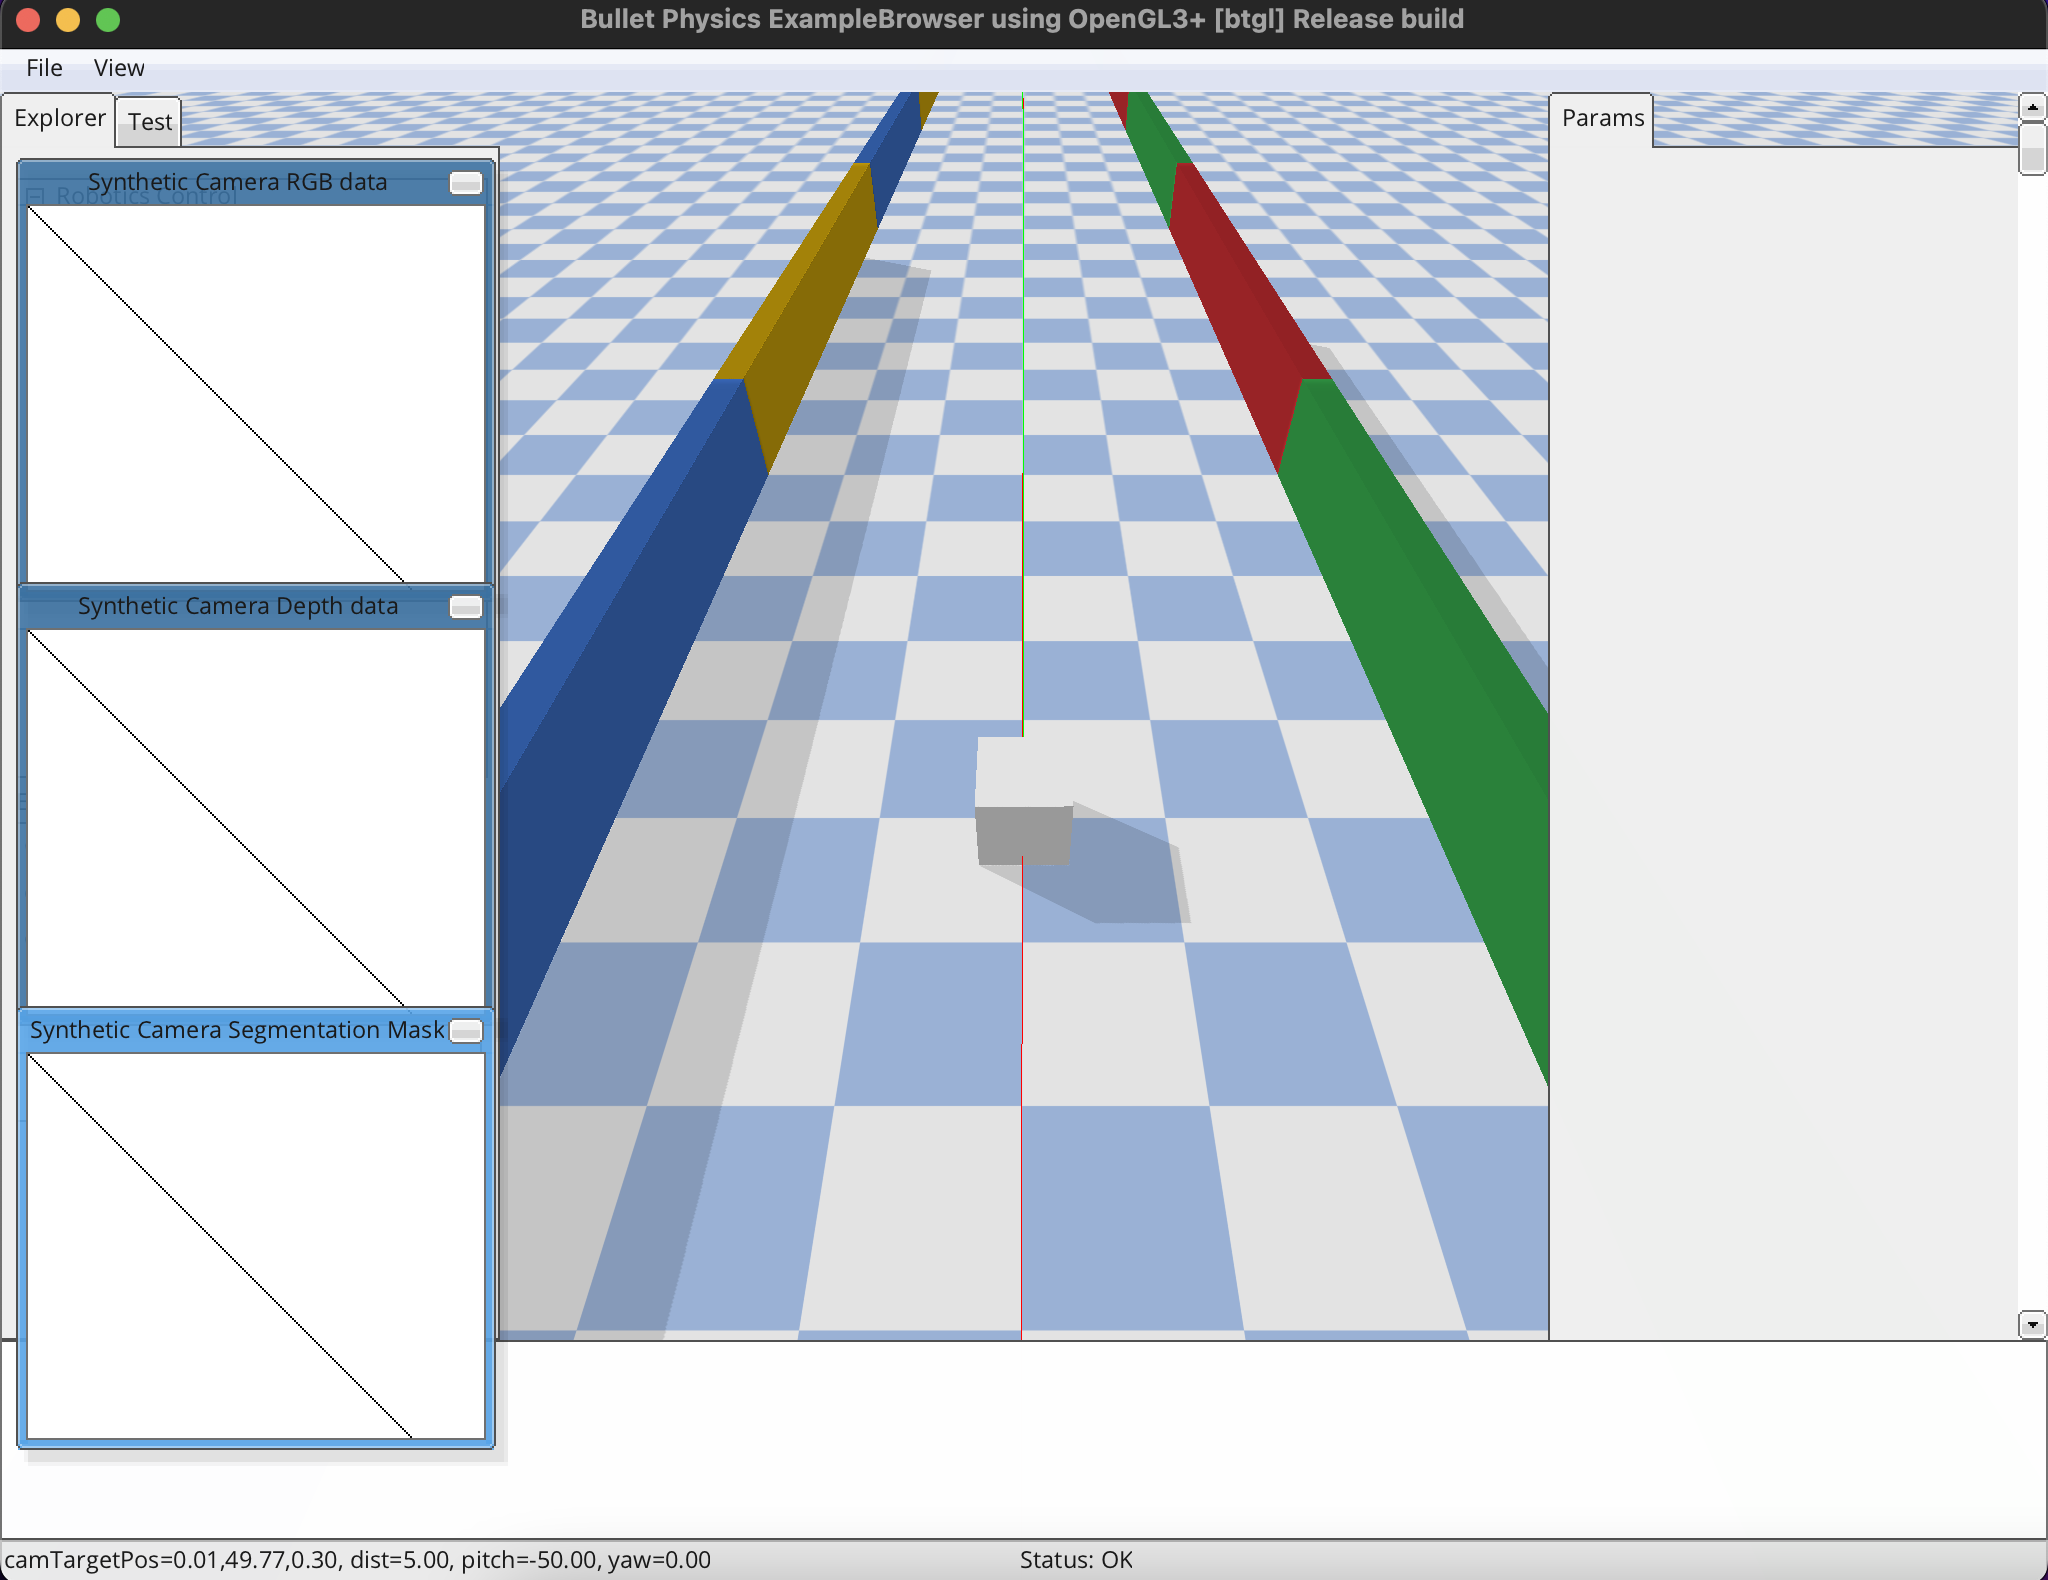 Bullet Physics ExampleBrowser using OpenGL3+ [btgl] Release build
File View
Explorer Test
Params
Synthetic Camera RGB data
Robotics Control
Synthetic Camera Depth data
Synthetic Camera Segmentation Mask
camTargetPos=0.01,49.77,0.30, dist=5.00, pitch=-50.00, yaw=0.00
Status: OK